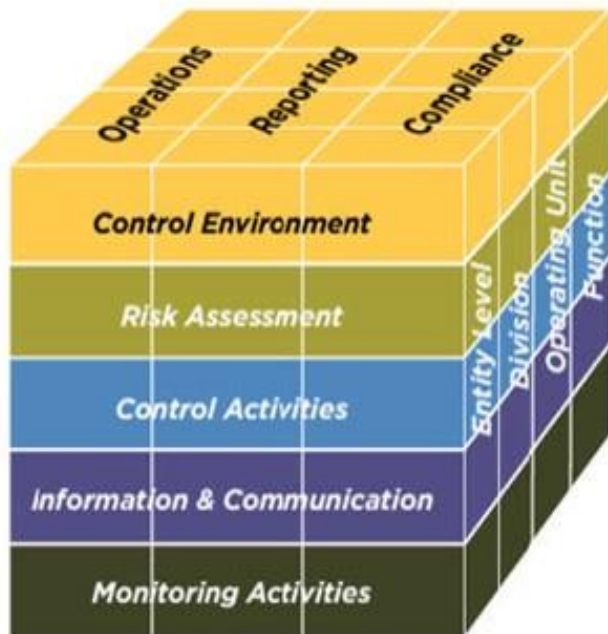 Operations
Reporting
Compliance
Control Environment
Risk Assessment
Control Activities
Information & Communication
Monitoring Activities
Entity Level
Division
Operating Unit
Function